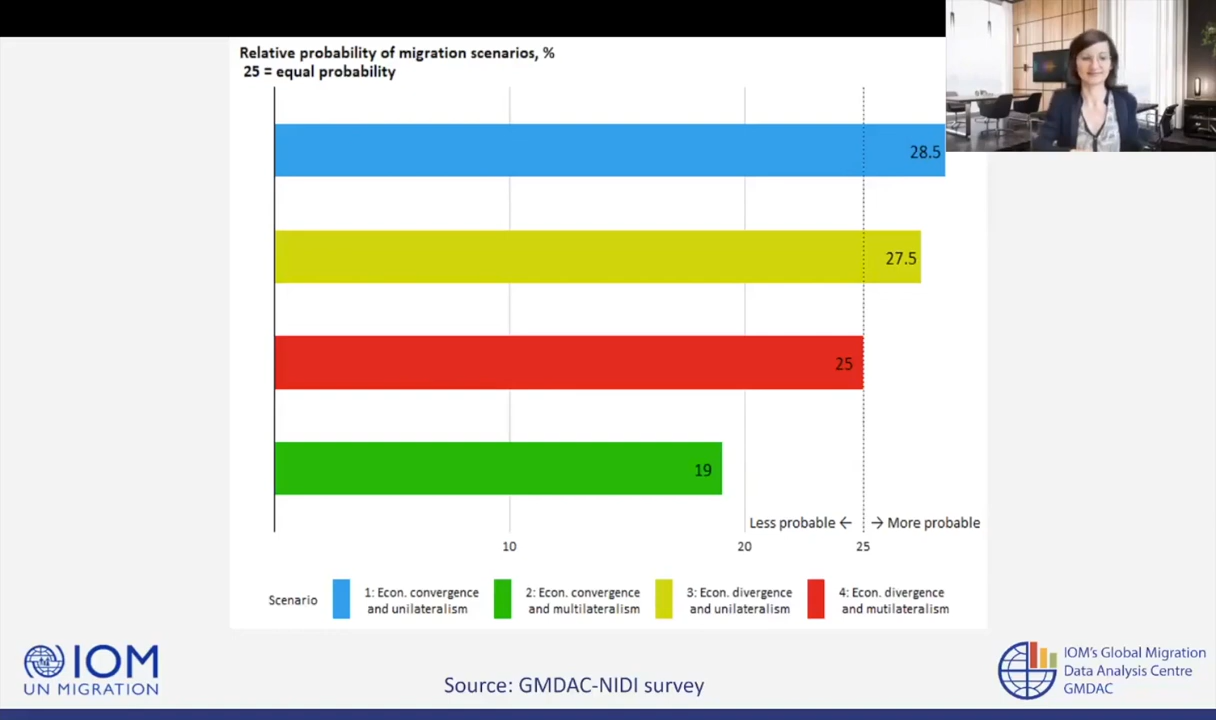 Relative probability of migration scenarios, %
25 = equal probability
28.5
27.5
25
19
Less probable ← → More probable
10 20 25
Scenario
1: Econ. convergence
and unilateralism
2: Econ. convergence
and multilateralism
3: Econ. divergence
and unilateralism
4: Econ. divergence
and mutilateralism
IOM
UN MIGRATION
Source: GMDAC-NIDI survey
IOM's Global Migration
Data Analysis Centre
GMDAC